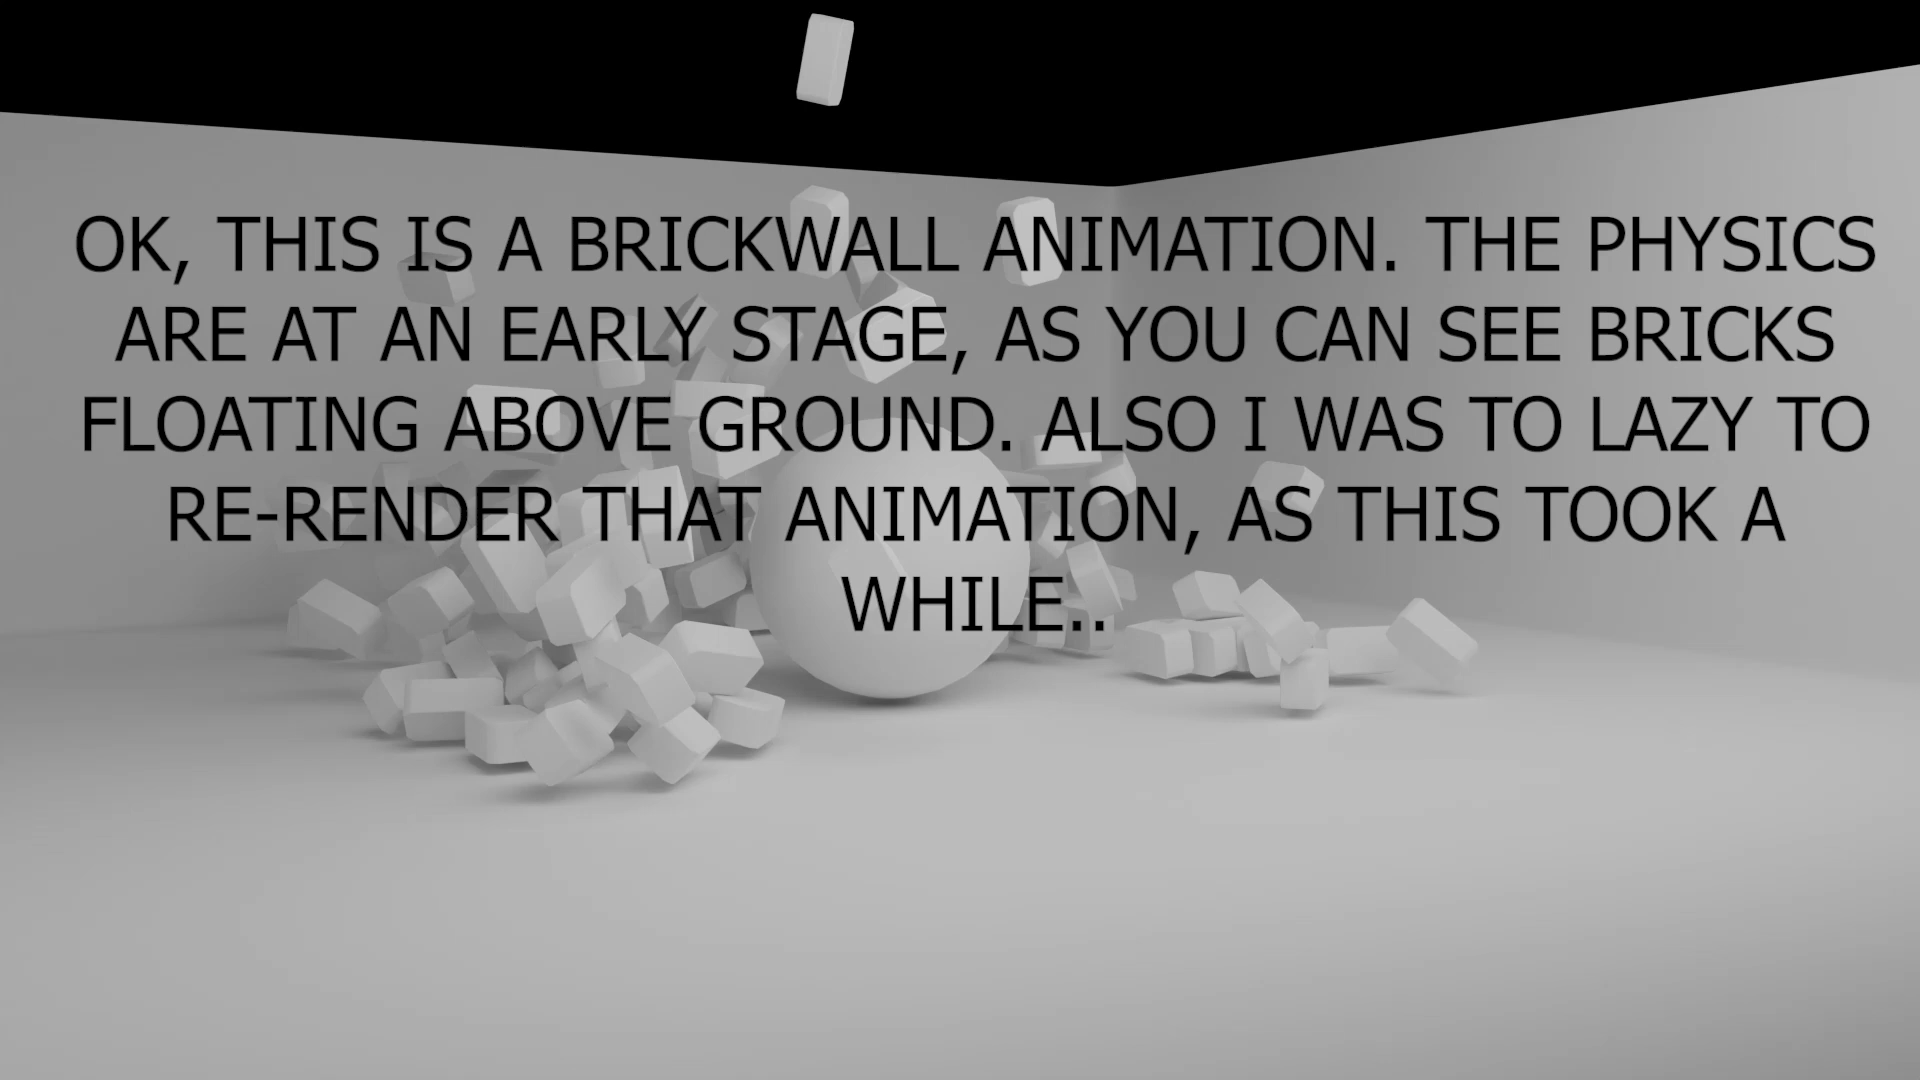 OK, THIS IS A BRICKWALL ANIMATION. THE PHYSICS
ARE AT AN EARLY STAGE, AS YOU CAN SEE BRICKS
FLOATING ABOVE GROUND. ALSO I WAS TO LAZY TO
RE-RENDER THAT ANIMATION, AS THIS TOOK A
WHILE..